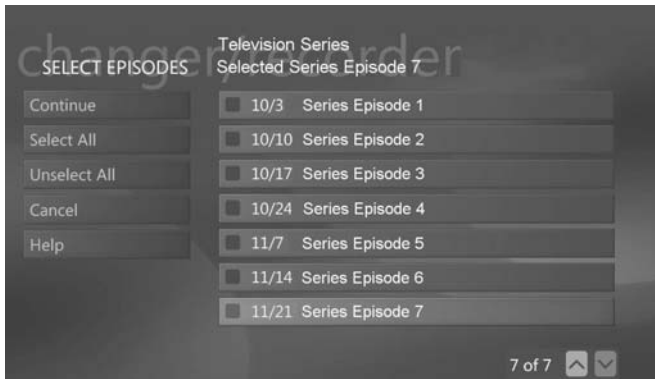 changer/recorder
Television Series
SELECT EPISODES Selected Series Episode 7
Continue
Select All
Unselect All
Cancel
Help
10/3 Series Episode 1
10/10 Series Episode 2
10/17 Series Episode 3
10/24 Series Episode 4
11/7 Series Episode 5
11/14 Series Episode 6
11/21 Series Episode 7
7 of 7